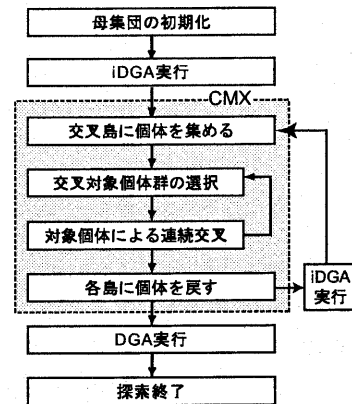 母集団の初期化
iDGA実行
CMX
交叉島に個体を集める
交叉対象個体群の選択
対象個体による連続交叉
各島に個体を戻す
iDGA
実行
DGA実行
探索終了